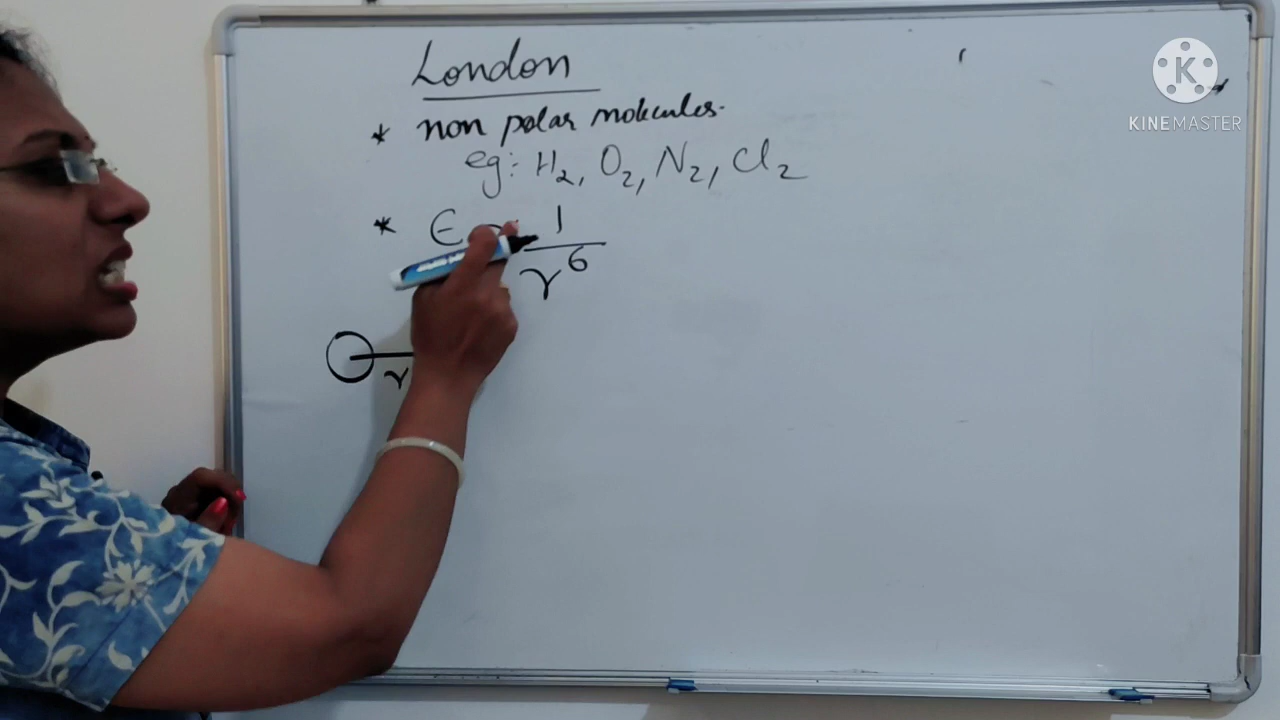 London
* non polar molecules.
eg: H₂, O₂, N₂, Cl₂
* E 1/r⁶
r
K
KINEMASTER